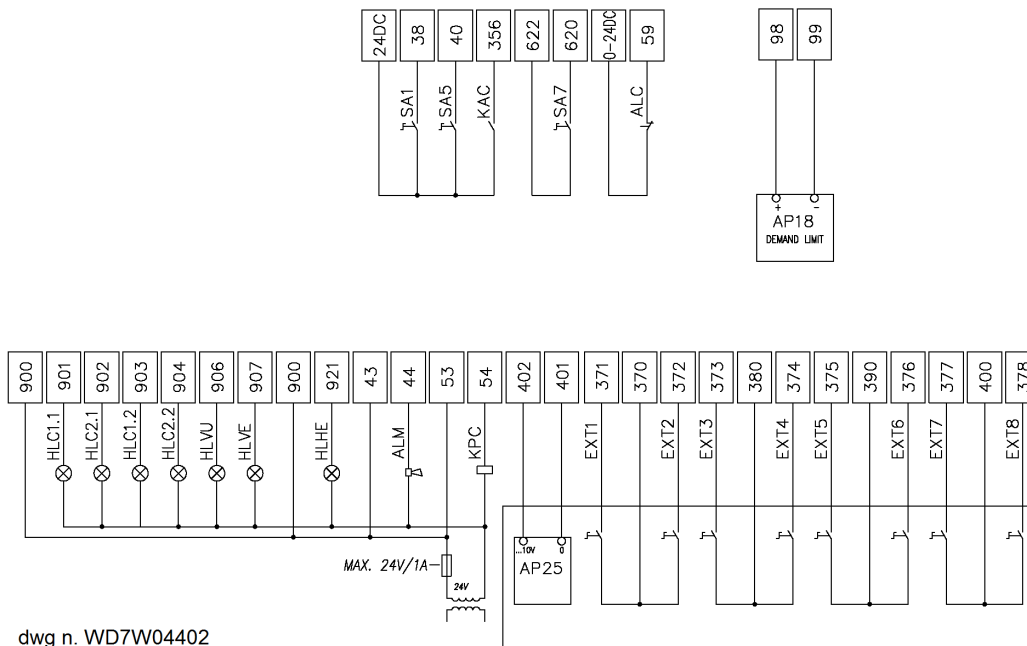 24DC 38 40 356 622 620 0-24DC 59 98 99
SA1 SA5 KAC SA7 ALC
+ -
AP18
DEMAND LIMIT
900 901 902 903 904 906 907 900 921 43 44 53 54 402 401 371 370 372 373 380 374 375 390 376 377 400 378
HLC1.1 HLC2.1 HLC1.2 HLC2.2 HLVU HLVE HLHE ALM KPC EXT1 EXT2 EXT3 EXT4 EXT5 EXT6 EXT7 EXT8
...10V 0
MAX. 24V/1A
AP25
24V
dwg n. WD7W04402